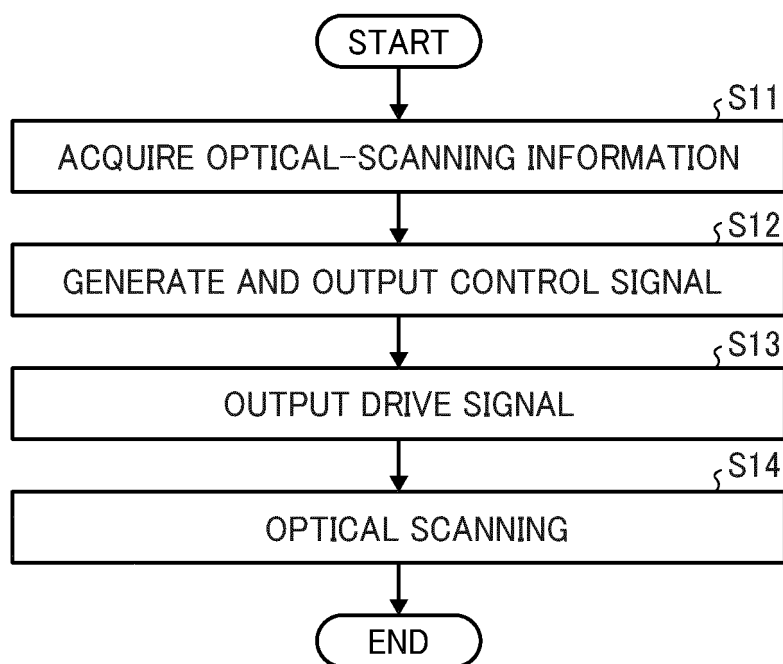 START
S11
ACQUIRE OPTICAL-SCANNING INFORMATION
S12
GENERATE AND OUTPUT CONTROL SIGNAL
S13
OUTPUT DRIVE SIGNAL
S14
OPTICAL SCANNING
END